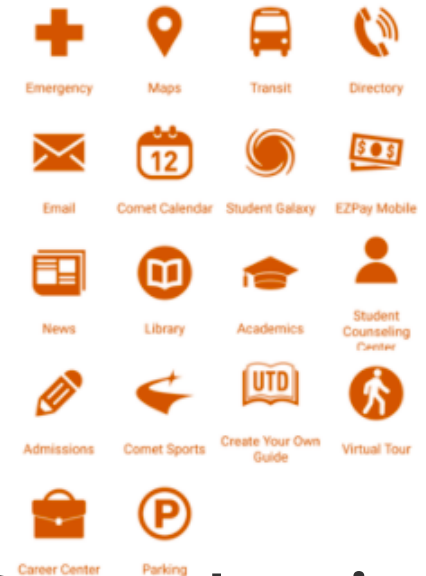 Emergency
Maps
Transit
Directory
12
$ $
Email
Comet Calendar
Student Galaxy
EZPay Mobile
News
Library
Academics
Student
Counseling
Center
UTD
Admissions
Comet Sports
Create Your Own
Guide
Virtual Tour
P
Career Center
Parking